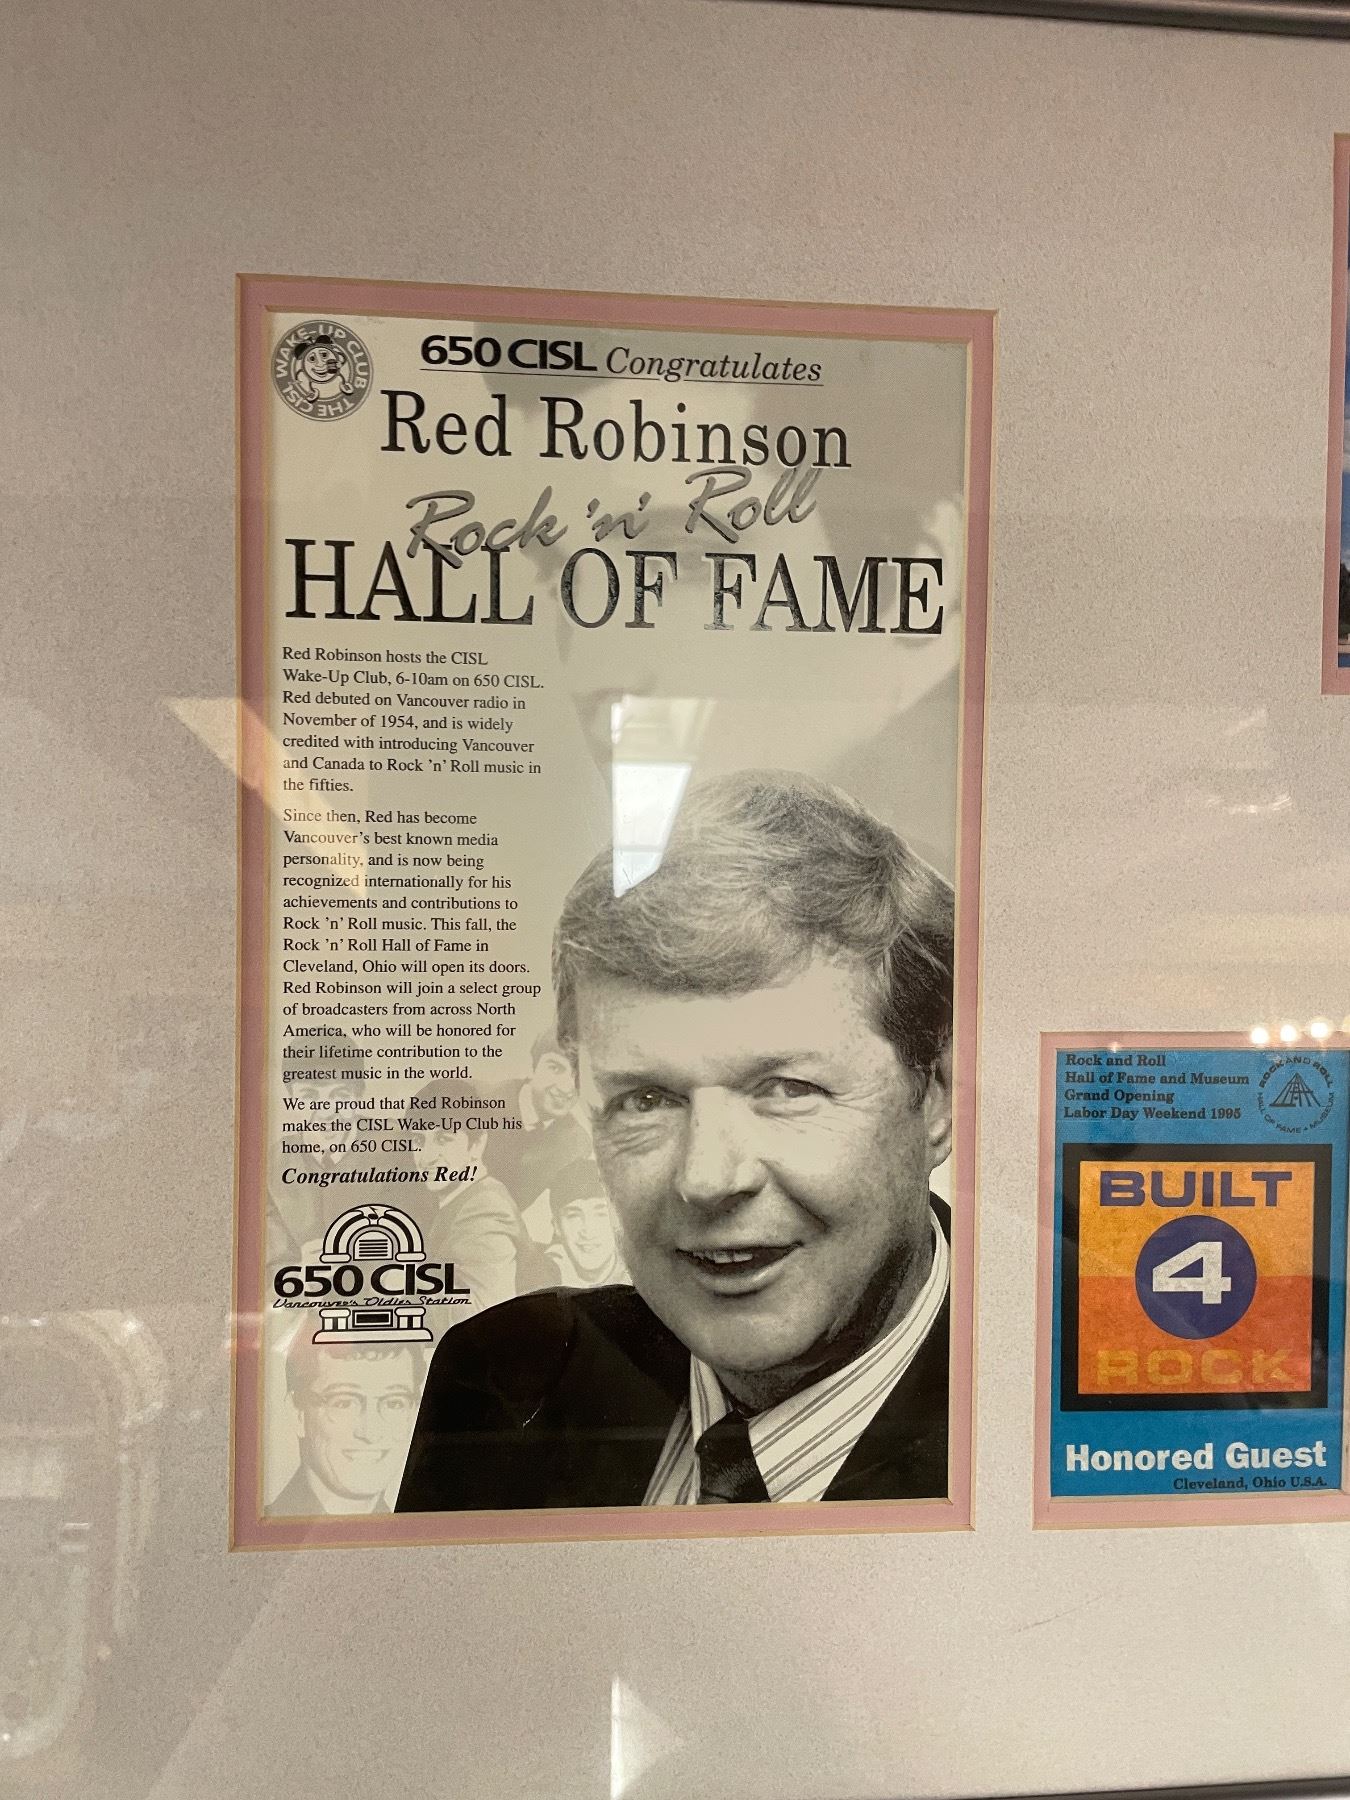 THE CISL WAKE-UP CLUB
650 CISL Congratulates
Red Robinson
Rock 'n' Roll
HALL OF FAME
Red Robinson hosts the CISL
Wake-Up Club, 6-10am on 650 CISL.
Red debuted on Vancouver radio in
November of 1954, and is widely
credited with introducing Vancouver
and Canada to Rock 'n' Roll music in
the fifties.
Since then, Red has become
Vancouver's best known media
personality, and is now being
recognized internationally for his
achievements and contributions to
Rock 'n' Roll music. This fall, the
Rock 'n' Roll Hall of Fame in
Cleveland, Ohio will open its doors.
Red Robinson will join a select group
of broadcasters from across North
America, who will be honored for
their lifetime contribution to the
greatest music in the world.
We are proud that Red Robinson
makes the CISL Wake-Up Club his
home, on 650 CISL.
Congratulations Red!
650 CISL
Vancouver's Oldies Station
Rock and Roll
Hall of Fame and Museum
Grand Opening
Labor Day Weekend 1995
ROCK AND ROLL
HALL OF FAME + MUSEUM
BUILT
4
ROCK
Honored Guest
Cleveland, Ohio U.S.A.